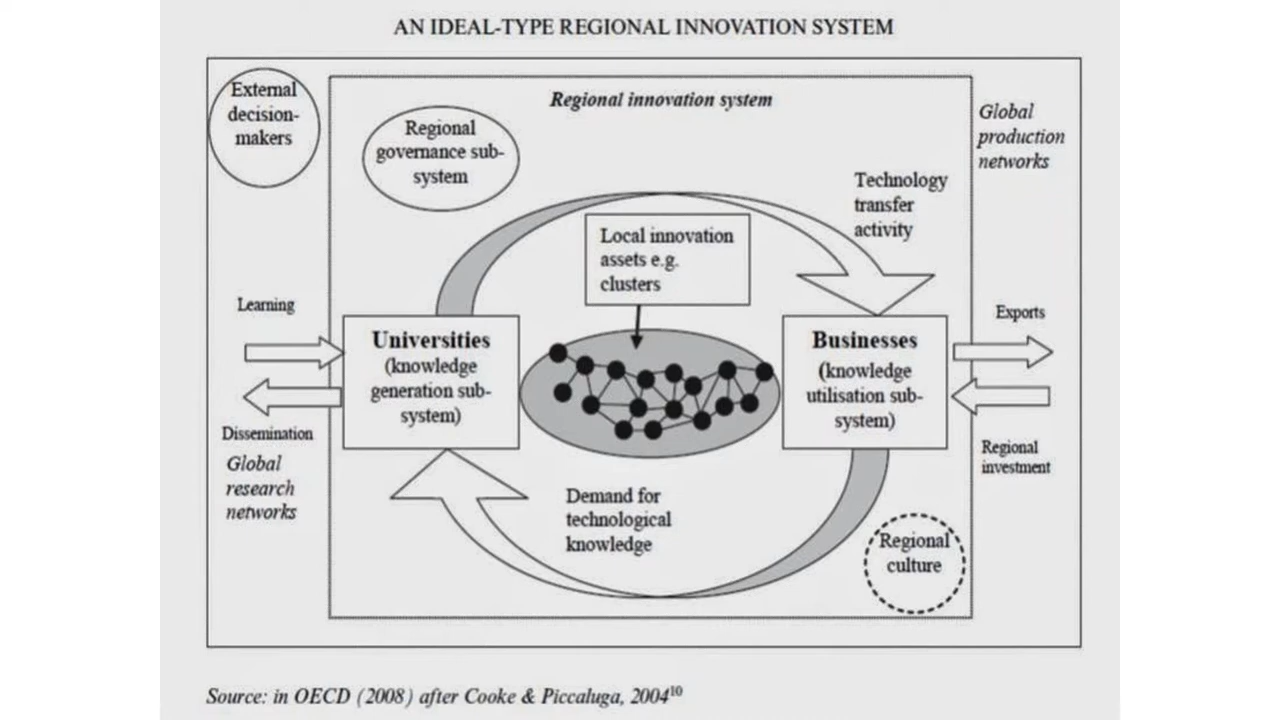 AN IDEAL-TYPE REGIONAL INNOVATION SYSTEM
External
decision-
makers
Regional innovation system
Global
production
networks
Regional
governance sub-
system
Technology
transfer
activity
Local innovation
assets e.g.
clusters
Learning
Exports
Universities
(knowledge
generation sub-
system)
Businesses
(knowledge
utilisation sub-
system)
Dissemination
Global
research
networks
Regional
investment
Demand for
technological
knowledge
Regional
culture
Source: in OECD (2008) after Cooke & Piccaluga, 2004¹⁰